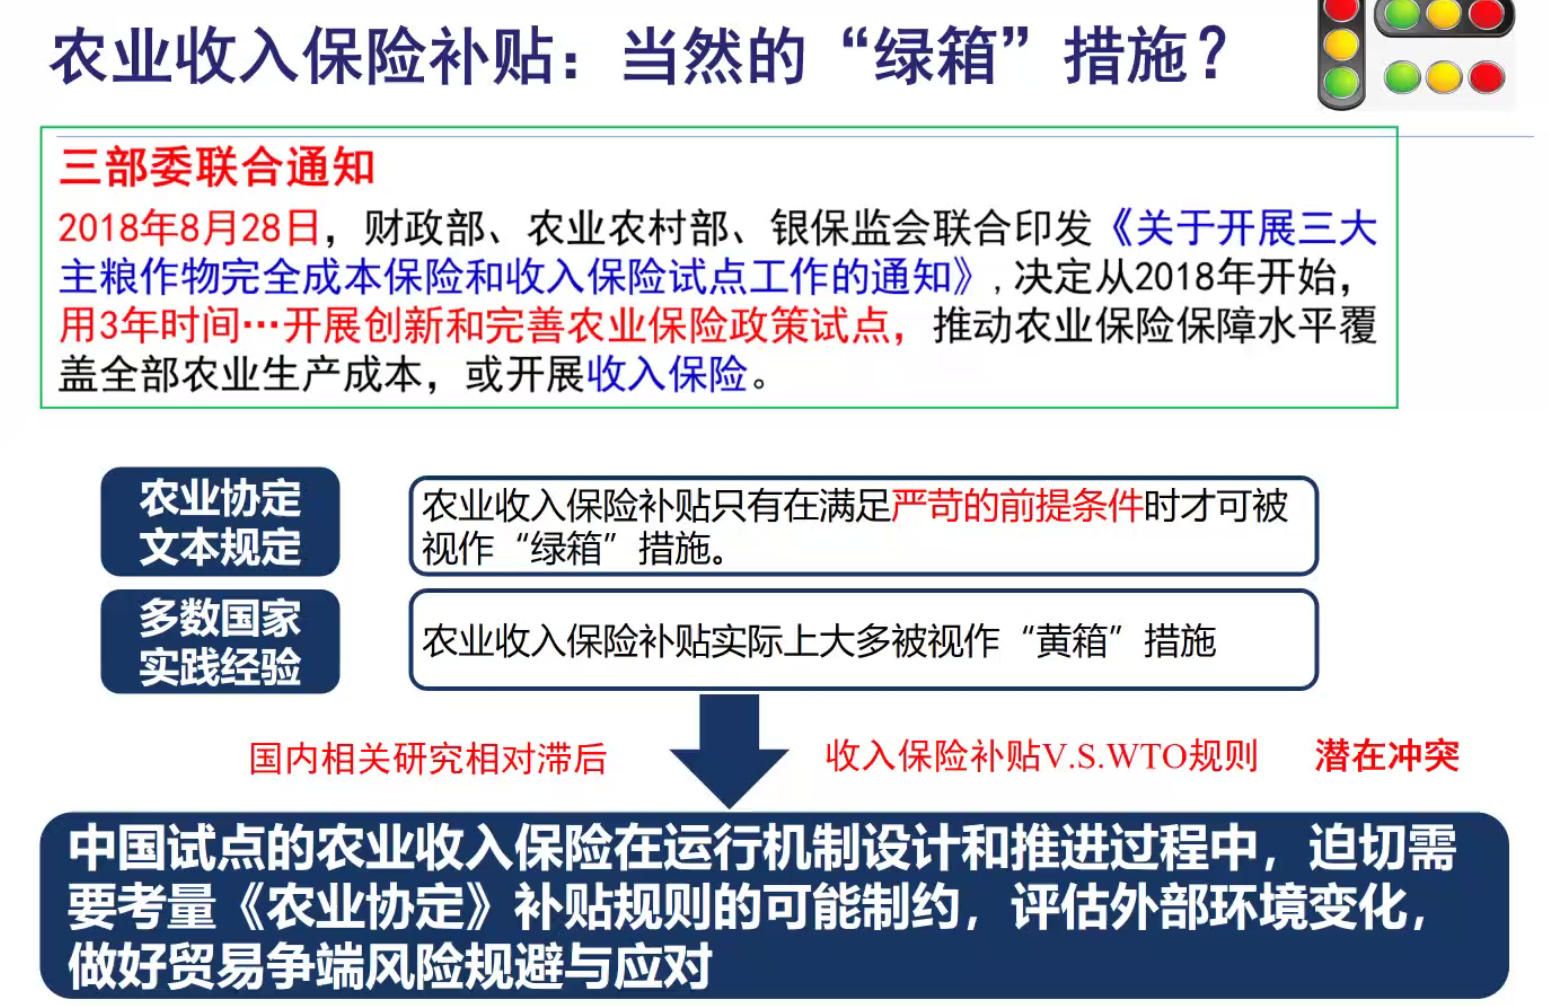 农业收入保险补贴：当然的“绿箱”措施？
三部委联合通知
2018年8月28日，财政部、农业农村部、银保监会联合印发《关于开展三大
主粮作物完全成本保险和收入保险试点工作的通知》,决定从2018年开始，
用3年时间…开展创新和完善农业保险政策试点，推动农业保险保障水平覆
盖全部农业生产成本，或开展收入保险。
农业协定
文本规定
农业收入保险补贴只有在满足严苛的前提条件时才可被
视作“绿箱”措施。
多数国家
实践经验
农业收入保险补贴实际上大多被视作“黄箱”措施
国内相关研究相对滞后
收入保险补贴V.S.WTO规则 潜在冲突
中国试点的农业收入保险在运行机制设计和推进过程中，迫切需
要考量《农业协定》补贴规则的可能制约，评估外部环境变化，
做好贸易争端风险规避与应对